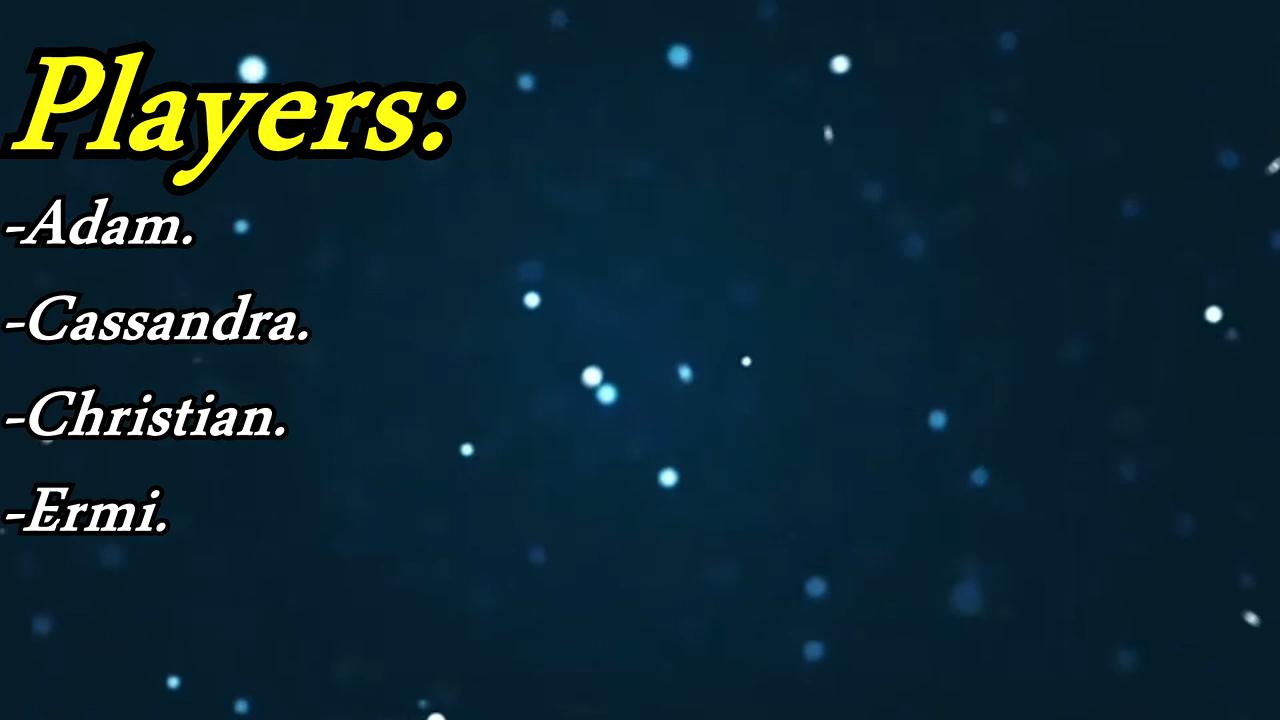 Players:
-Adam.
-Cassandra.
-Christian.
-Ermi.